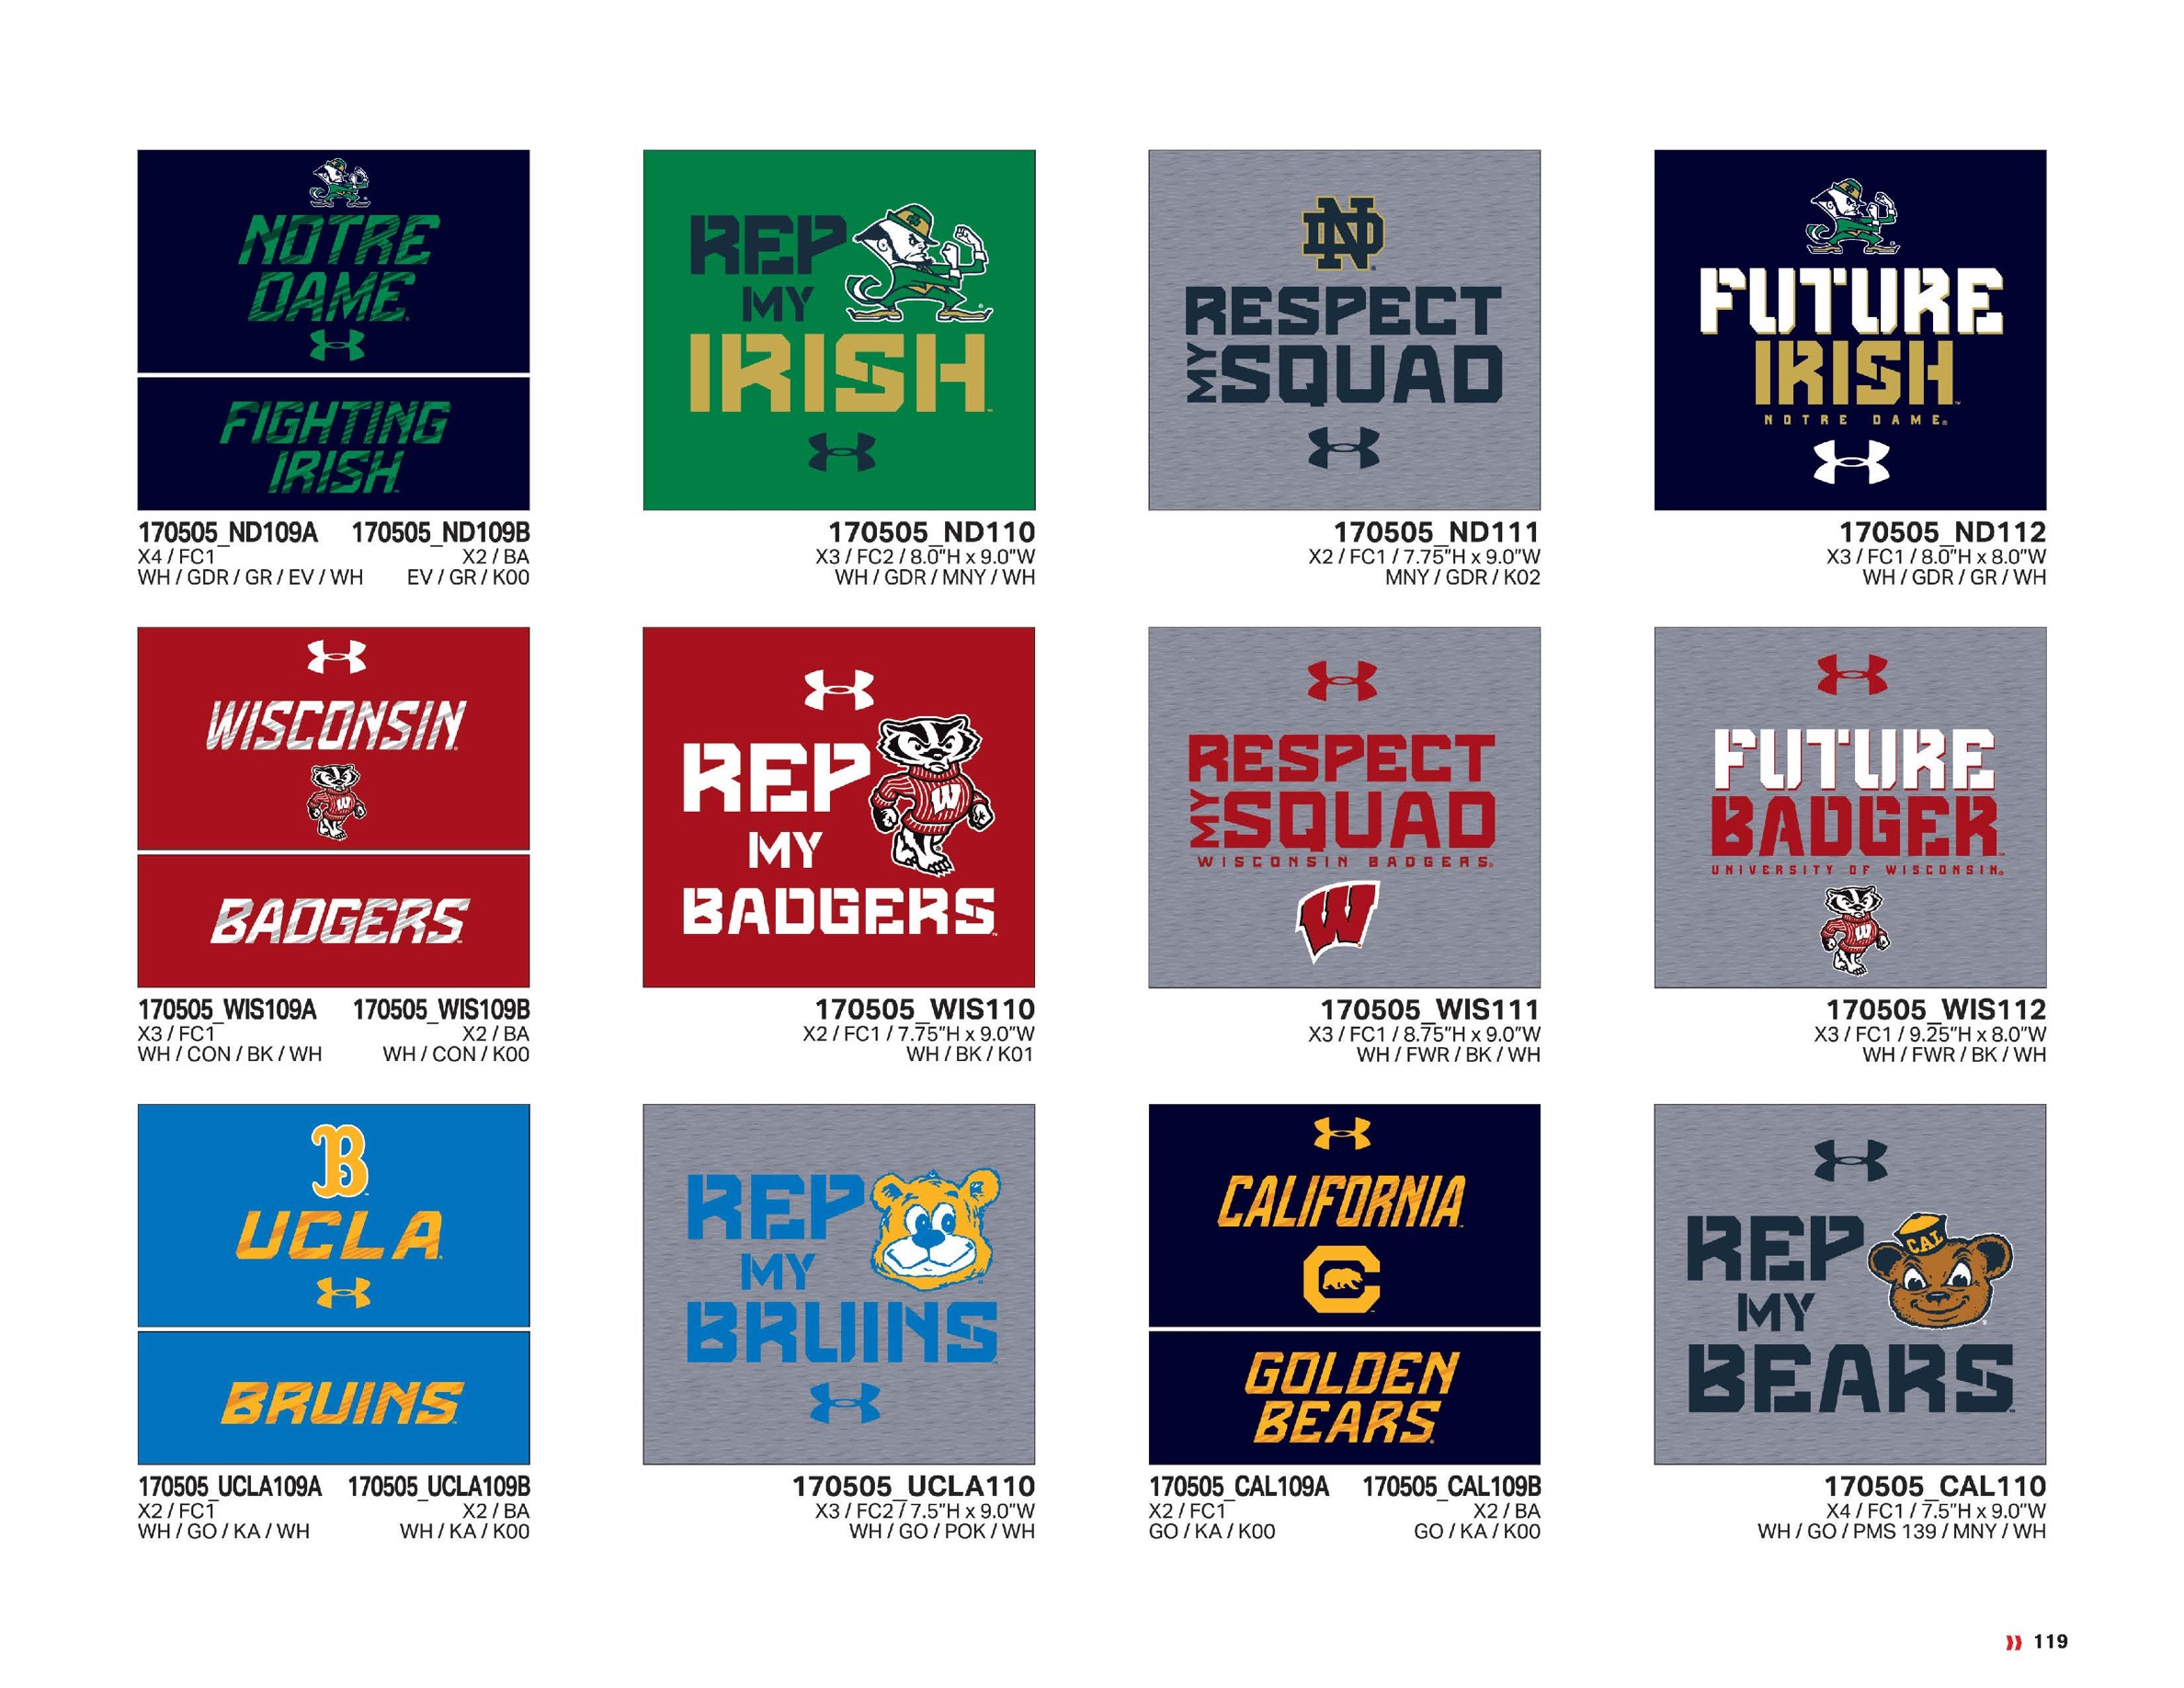 NOTRE
DAME
FIGHTING
IRISH
170505_ND109A 170505_ND109B
X4 / FC1 X2 / BA
WH / GDR / GR / EV / WH EV / GR / K00
REP
MY
IRISH
170505_ND110
X3 / FC2 / 8.0"H x 9.0"W
WH / GDR / MNY / WH
ND
RESPECT
MY SQUAD
170505_ND111
X2 / FC1 / 7.75"H x 9.0"W
MNY / GDR / K02
FUTURE
IRISH
NOTRE DAME®
170505_ND112
X3 / FC1 / 8.0"H x 8.0"W
WH / GDR / GR / WH
WISCONSIN
W
BADGERS
170505_WIS109A 170505_WIS109B
X3 / FC1 X2 / BA
WH / CON / BK / WH WH / CON / K00
REP
W
MY
BADGERS
170505_WIS110
X2 / FC1 / 7.75"H x 9.0"W
WH / BK / K01
RESPECT
MY SQUAD
WISCONSIN BADGERS®
W
170505_WIS111
X3 / FC1 / 8.75"H x 9.0"W
WH / FWR / BK / WH
FUTURE
BADGER
UNIVERSITY OF WISCONSIN®
W
170505_WIS112
X3 / FC1 / 9.25"H x 8.0"W
WH / FWR / BK / WH
B
UCLA
BRUINS
170505_UCLA109A 170505_UCLA109B
X2 / FC1 X2 / BA
WH / GO / KA / WH WH / KA / K00
REP
MY
BRUINS
170505_UCLA110
X3 / FC2 / 7.5"H x 9.0"W
WH / GO / POK / WH
CALIFORNIA
C
GOLDEN
BEARS
170505_CAL109A 170505_CAL109B
X2 / FC1 X2 / BA
GO / KA / K00 GO / KA / K00
REP
CAL
MY
BEARS
170505_CAL110
X4 / FC1 / 7.5"H x 9.0"W
WH / GO / PMS 139 / MNY / WH
119